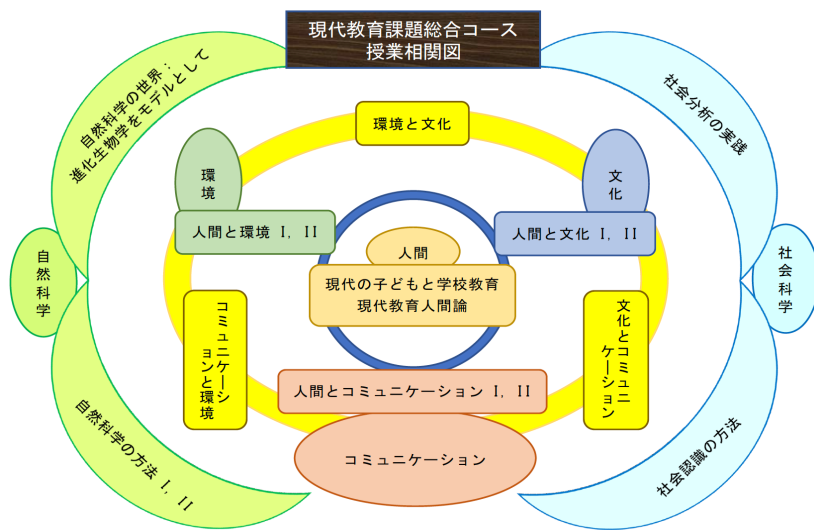 現代教育課題総合コース
授業相関図
自然科学の世界：
進化生物学をモデルとして
社会分析の実践
環境と文化
環境
文化
人間と環境 I, II
人間と文化 I, II
人間
現代の子どもと学校教育
現代教育人間論
自然科学
社会科学
コミュニケーシ
ョンと環境
文化とコミュニ
ケーション
人間とコミュニケーション I, II
コミュニケーション
自然科学の方法 I, II
社会認識の方法